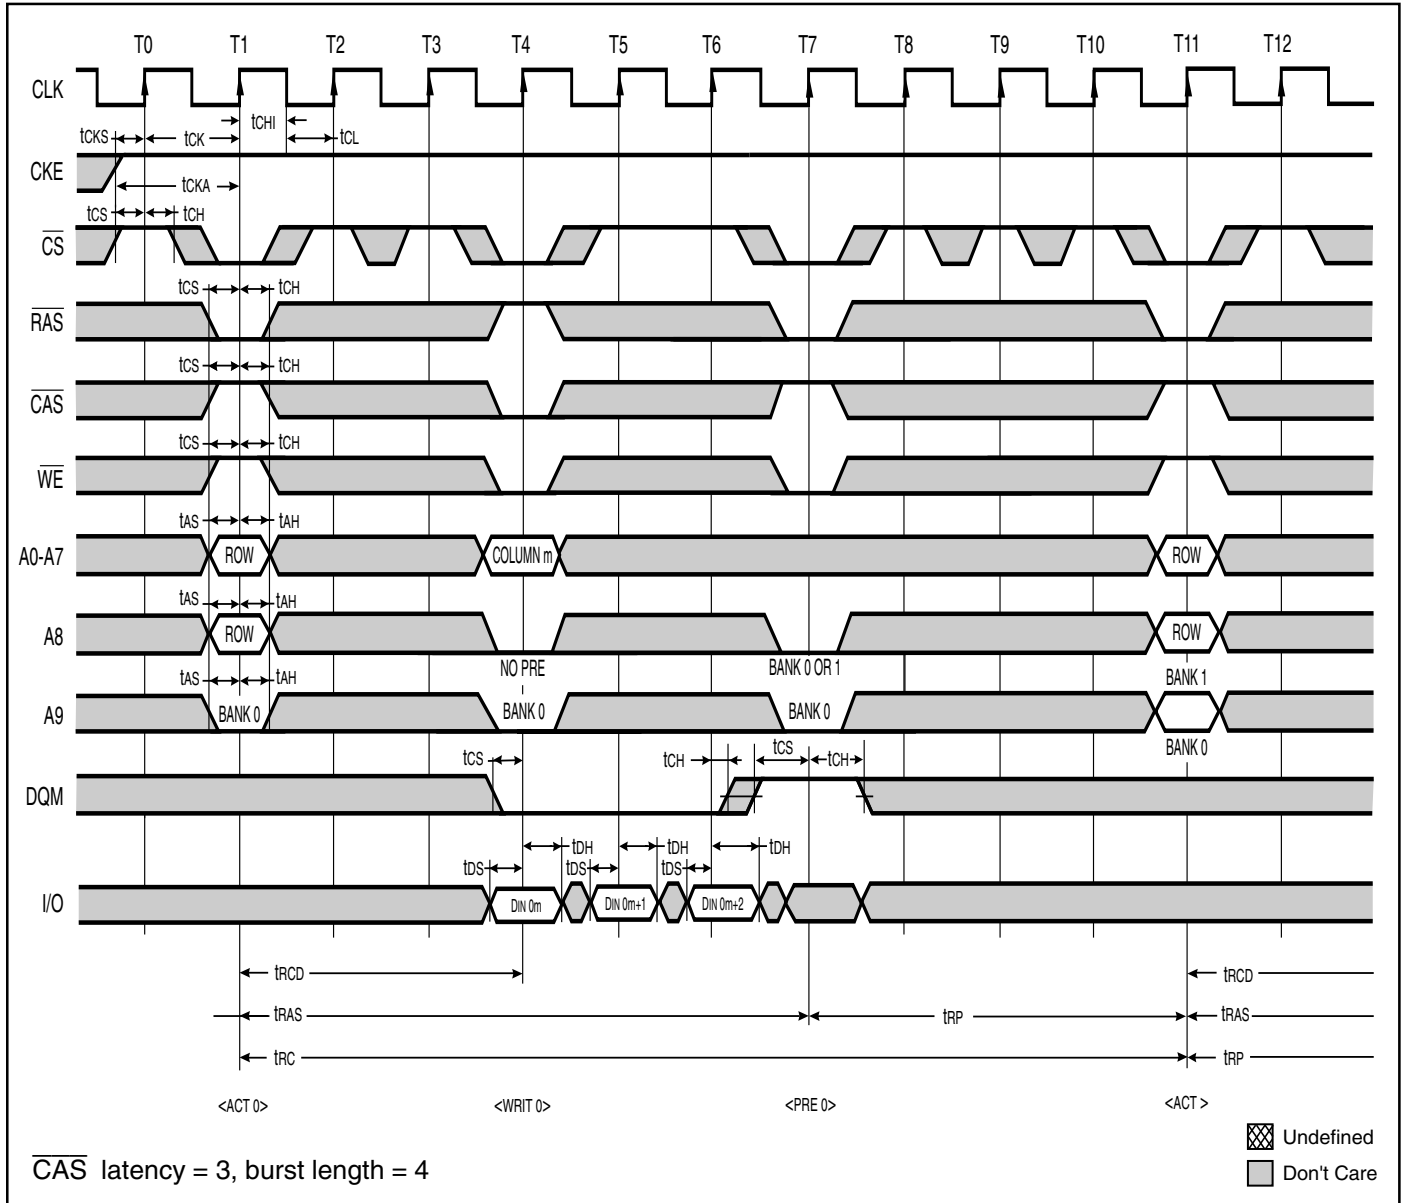 T0 T1 T2 T3 T4 T5 T6 T7 T8 T9 T10 T11 T12
CLK
tCHI
tCKS tCK tCL
CKE
tCKA
tCS tCH
CS
tCS tCH
RAS
tCS tCH
CAS
tCS tCH
WE
tAS tAH
A0-A7 ROW COLUMN m ROW
tAS tAH
A8 ROW ROW
NO PRE BANK 0 OR 1 BANK 1
tAS tAH
A9 BANK 0 BANK 0 BANK 0
BANK 0
tCS tCH tCS tCH
DQM
tDH tDH tDH
tDS tDS tDS
I/O DIN 0m DIN 0m+1 DIN 0m+2
tRCD tRCD
tRAS tRP tRAS
tRC tRP
<ACT 0> <WRIT 0> <PRE 0> <ACT >
Undefined
CAS latency = 3, burst length = 4
Don't Care